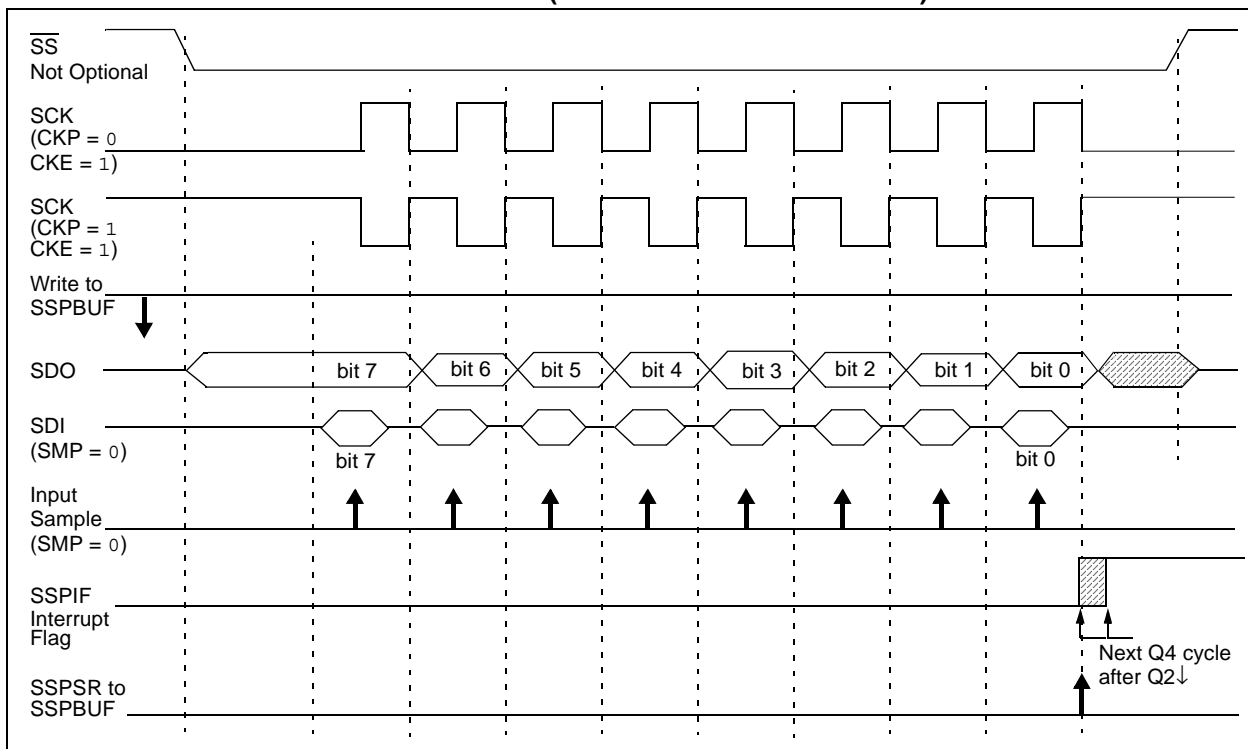 SS
Not Optional
SCK
(CKP = 0
CKE = 1)
SCK
(CKP = 1
CKE = 1)
Write to
SSPBUF
SDO
bit 7 bit 6 bit 5 bit 4 bit 3 bit 2 bit 1 bit 0
SDI
(SMP = 0)
bit 7 bit 0
Input
Sample
(SMP = 0)
SSPIF
Interrupt
Flag
Next Q4 cycle
after Q2↓
SSPSR to
SSPBUF